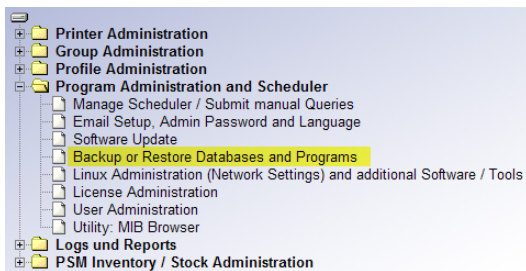 Printer Administration
Group Administration
Profile Administration
Program Administration and Scheduler
Manage Scheduler / Submit manual Queries
Email Setup, Admin Password and Language
Software Update
Backup or Restore Databases and Programs
Linux Administration (Network Settings) and additional Software / Tools
License Administration
User Administration
Utility: MIB Browser
Logs und Reports
PSM Inventory / Stock Administration